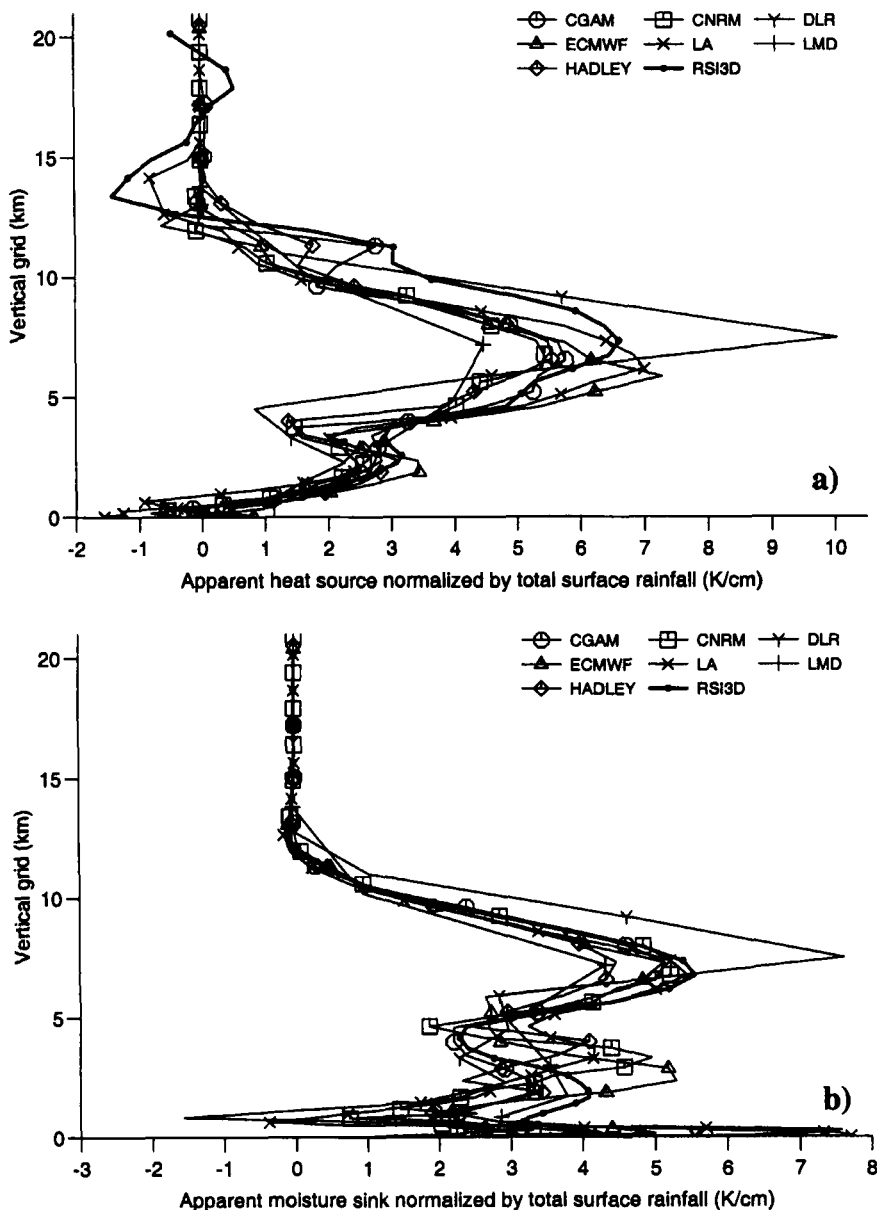 CGAM CNRM DLR
ECMWF LA LMD
HADLEY RSI3D
20
15
10
5
0
Vertical grid (km)
a)
-2 -1 0 1 2 3 4 5 6 7 8 9 10
Apparent heat source normalized by total surface rainfall (K/cm)
CGAM CNRM DLR
ECMWF LA LMD
HADLEY RSI3D
20
15
10
5
0
Vertical grid (km)
b)
-3 -2 -1 0 1 2 3 4 5 6 7 8
Apparent moisture sink normalized by total surface rainfall (K/cm)